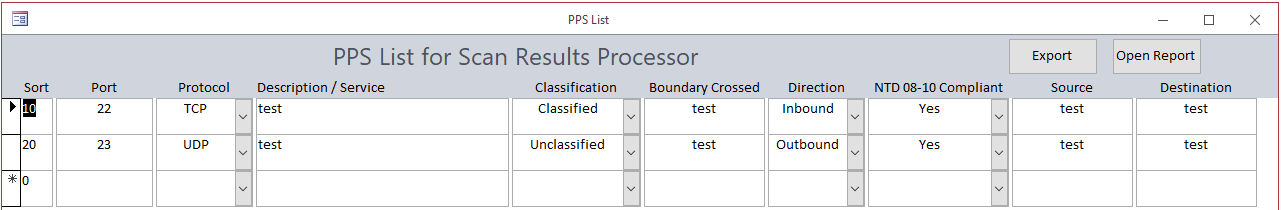 PPS List
PPS List for Scan Results Processor
Export
Open Report
Sort Port Protocol Description / Service Classification Boundary Crossed Direction NTD 08-10 Compliant Source Destination
10 22 TCP test Classified test Inbound Yes test test
20 23 UDP test Unclassified test Outbound Yes test test
0